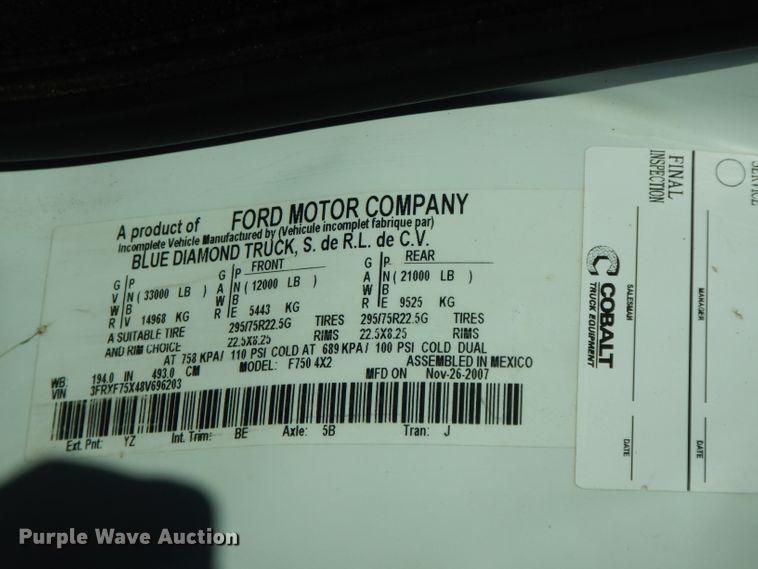 A product of FORD MOTOR COMPANY
Incomplete Vehicle Manufactured by (Vehicule incomplet fabrique par)
BLUE DIAMOND TRUCK, S. de R.L. de C.V.
G P G P FRONT G P REAR
V N ( 33000 LB ) A N ( 12000 LB ) A N ( 21000 LB )
W B W B W B
R V 14968 KG R E 5443 KG R E 9525 KG
A SUITABLE TIRE 295/75R22.5G TIRES 295/75R22.5G TIRES
AND RIM CHOICE 22.5X8.25 RIMS 22.5X8.25 RIMS
AT 758 KPA/ 110 PSI COLD AT 689 KPA/ 100 PSI COLD DUAL
WB: 194.0 IN 493.0 CM MODEL: F750 4X2 ASSEMBLED IN MEXICO
VIN 3FRXF75X48V696203 MFD ON Nov-26-2007
Ext. Pnt: YZ Int. Trim: BE Axle: 5B Tran: J
SERVICE
FINAL
INSPECTION
COBALT
TRUCK EQUIPMENT
SALESMAN
DATE
MANAGER
DATE
Purple Wave Auction